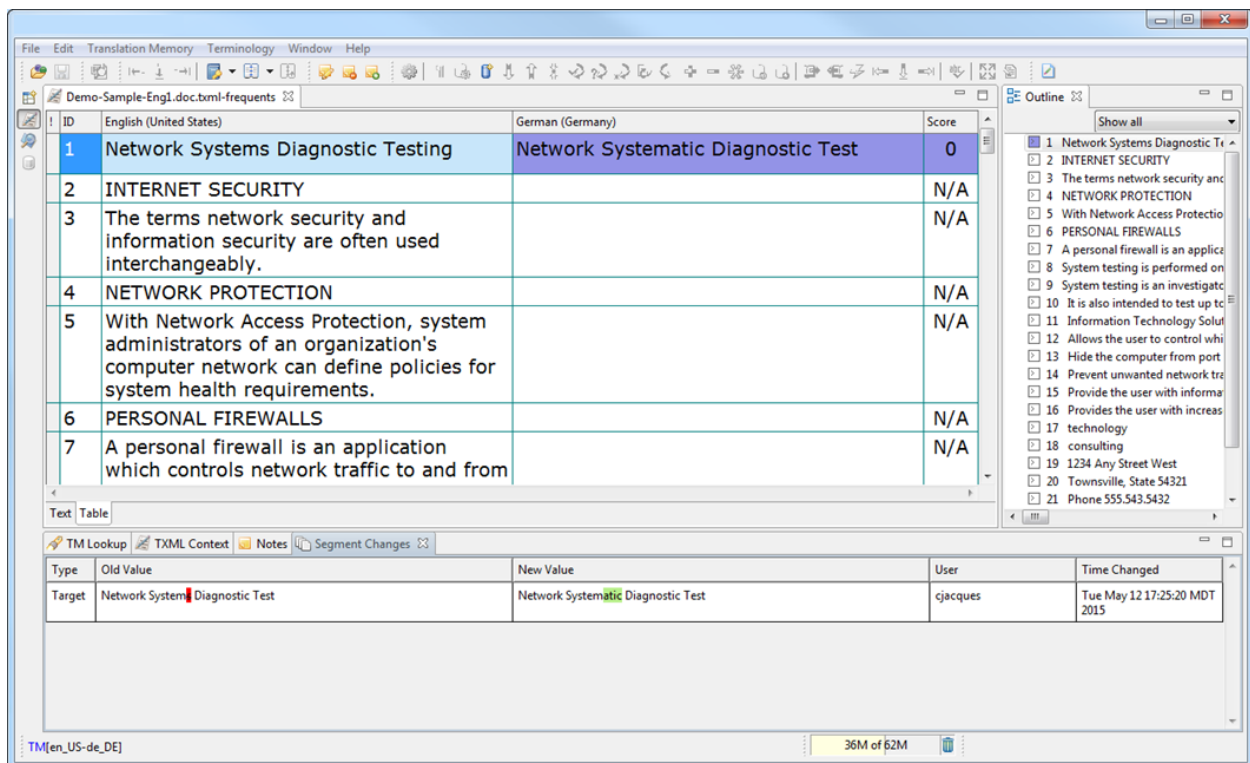 File Edit Translation Memory Terminology Window Help
Demo-Sample-Eng1.doc.txml-frequents
! ID English (United States) German (Germany) Score
1 Network Systems Diagnostic Testing Network Systematic Diagnostic Test 0
2 INTERNET SECURITY N/A
3 The terms network security and N/A
information security are often used
interchangeably.
4 NETWORK PROTECTION N/A
5 With Network Access Protection, system N/A
administrators of an organization's
computer network can define policies for
system health requirements.
6 PERSONAL FIREWALLS N/A
7 A personal firewall is an application N/A
which controls network traffic to and from
Text Table
Outline
Show all
1 Network Systems Diagnostic Te
2 INTERNET SECURITY
3 The terms network security and
4 NETWORK PROTECTION
5 With Network Access Protectio
6 PERSONAL FIREWALLS
7 A personal firewall is an applica
8 System testing is performed on
9 System testing is an investigatc
10 It is also intended to test up tc
11 Information Technology Solut
12 Allows the user to control whi
13 Hide the computer from port
14 Prevent unwanted network tra
15 Provide the user with informa
16 Provides the user with increas
17 technology
18 consulting
19 1234 Any Street West
20 Townsville, State 54321
21 Phone 555.543.5432
TM Lookup TXML Context Notes Segment Changes
Type Old Value New Value User Time Changed
Target Network Systems Diagnostic Test Network Systematic Diagnostic Test cjacques Tue May 12 17:25:20 MDT
2015
TM[en_US-de_DE] 36M of 62M